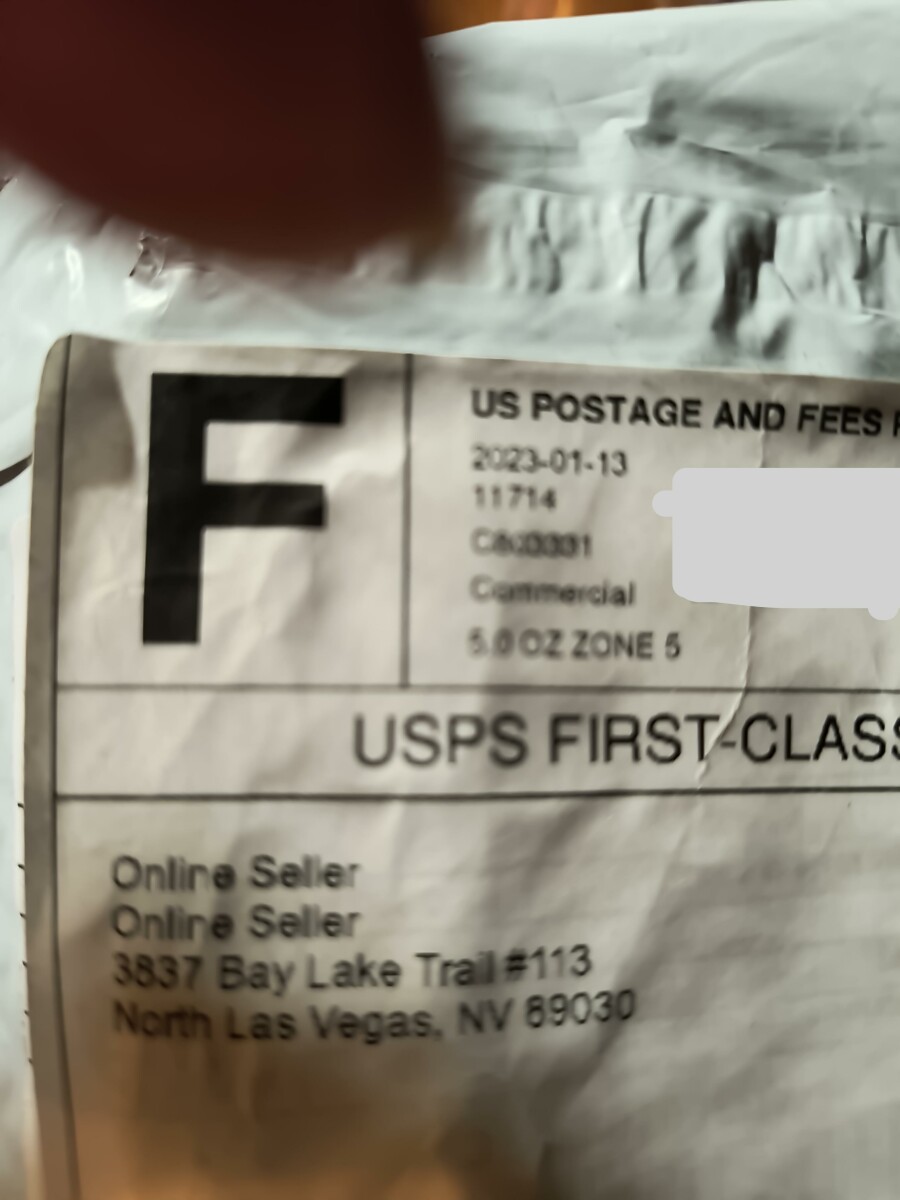 F
US POSTAGE AND FEES
2023-01-13
11714
Commercial
5.0 OZ ZONE 5
USPS FIRST-CLASS
Online Seller
Online Seller
3837 Bay Lake Trail #113
North Las Vegas, NV 89030